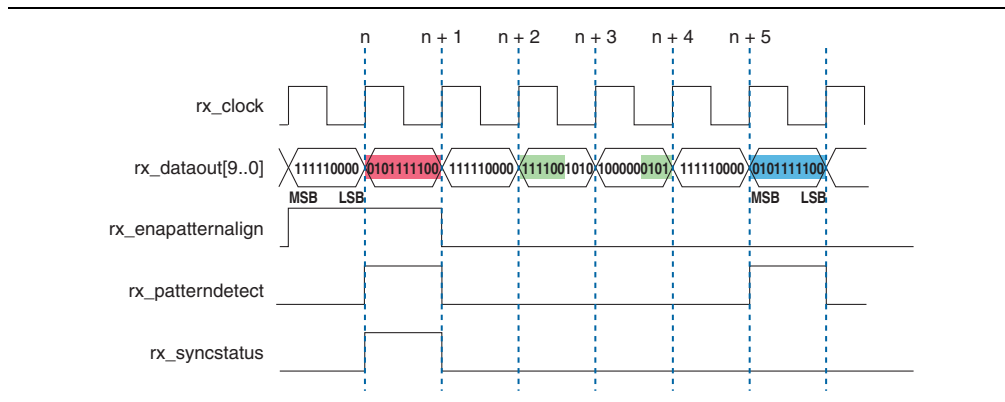 n n + 1 n + 2 n + 3 n + 4 n + 5
rx_clock
rx_dataout[9..0] 111110000 0101111100 111110000 1111001010 1000000101 111110000 0101111100
MSB LSB MSB LSB
rx_enapatternalign
rx_patterndetect
rx_syncstatus